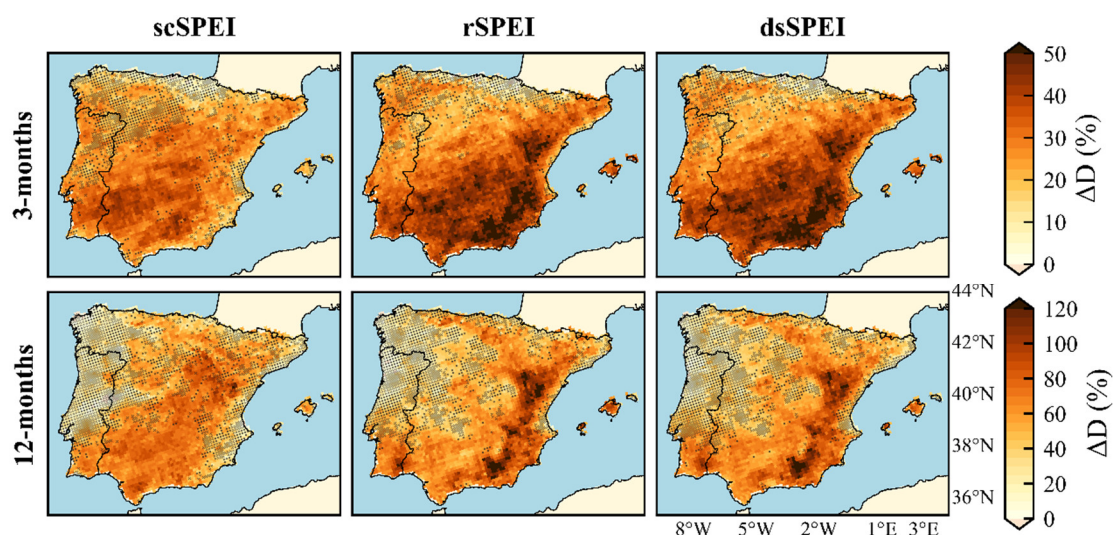 scSPEI rSPEI dsSPEI
3-months
50
40
30
20
10
0
ΔD (%)
12-months
44°N
42°N
40°N
38°N
36°N
8°W 5°W 2°W 1°E 3°E
120
100
80
60
40
20
0
ΔD (%)